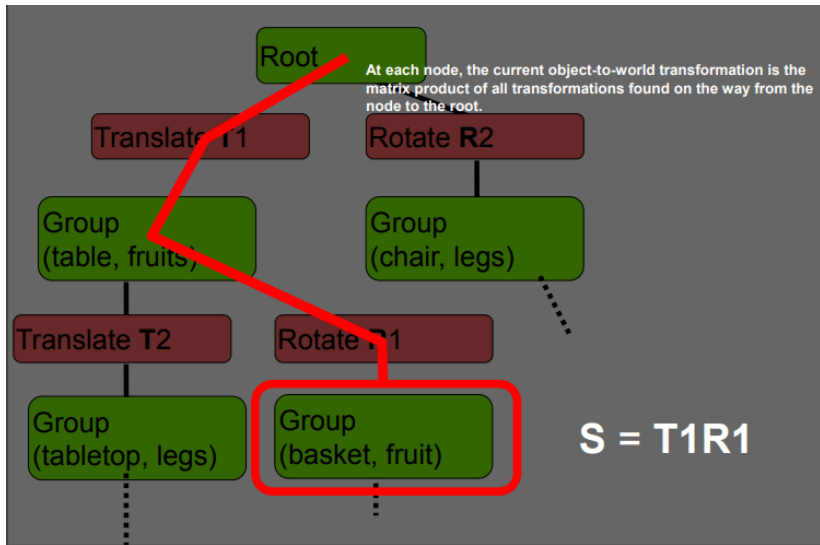 Root
At each node, the current object-to-world transformation is the
matrix product of all transformations found on the way from the
node to the root.
Translate T1
Rotate R2
Group
(table, fruits)
Group
(chair, legs)
Translate T2
Rotate R1
Group
(tabletop, legs)
Group
(basket, fruit)
S = T1R1